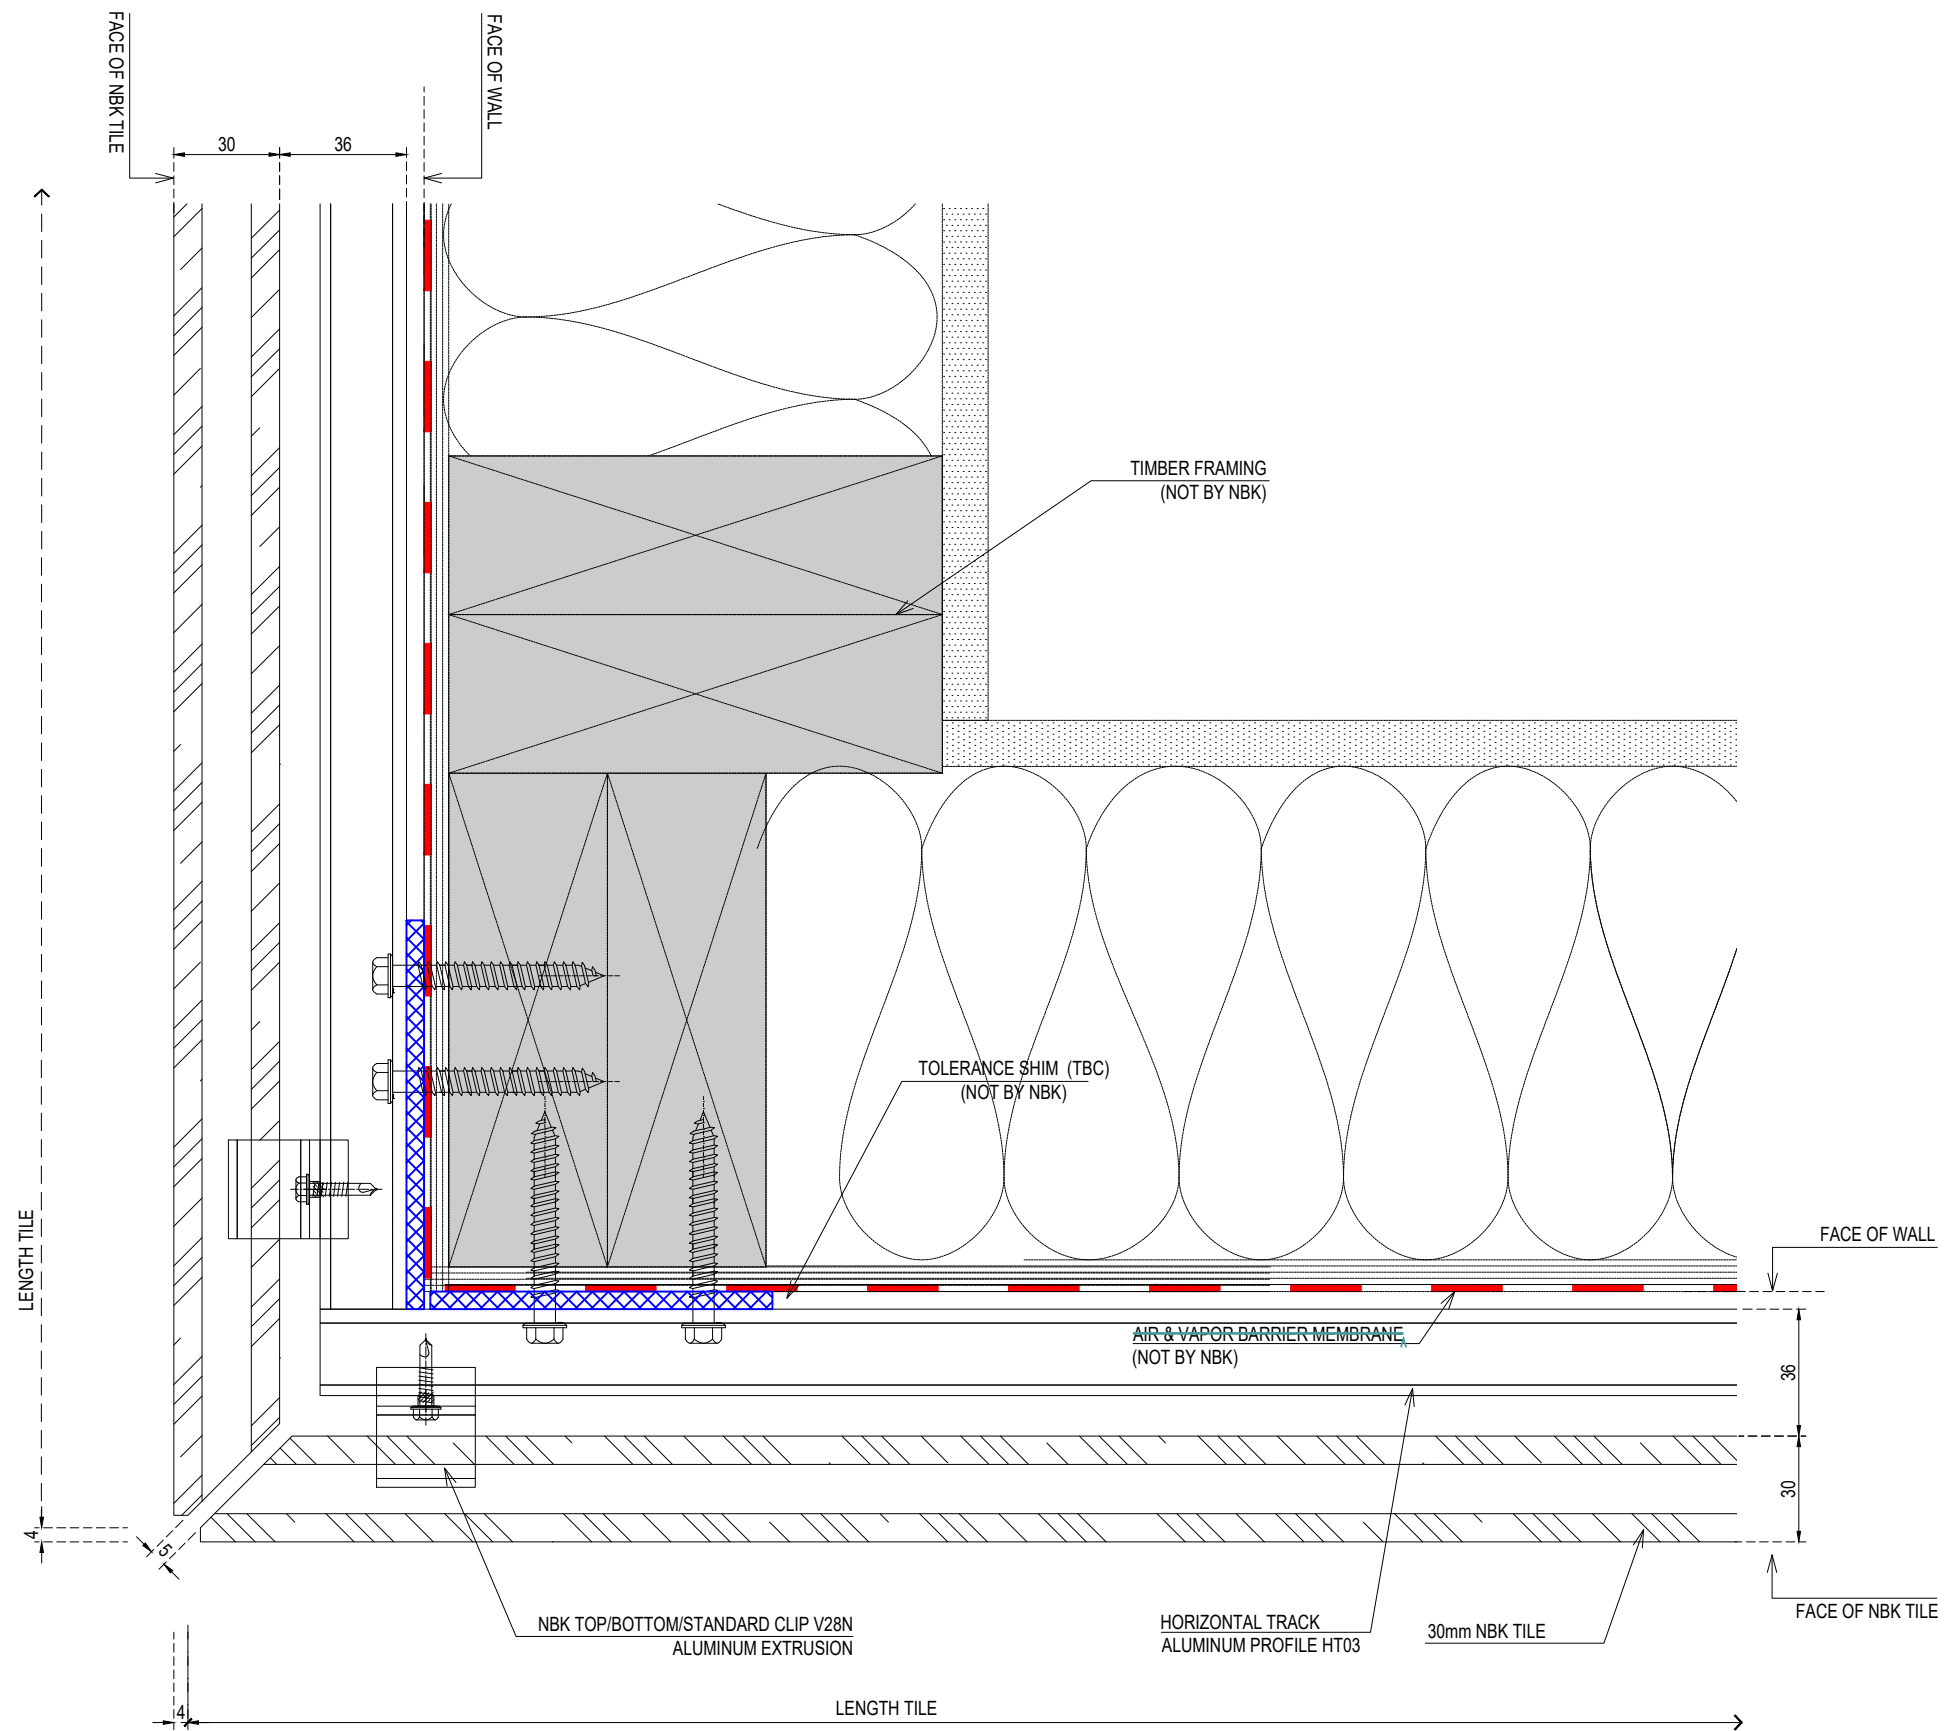 FACE OF NBK TILE
FACE OF WALL
30
36
TIMBER FRAMING
(NOT BY NBK)
TOLERANCE SHIM (TBC)
(NOT BY NBK)
LENGTH TILE
FACE OF WALL
AIR & VAPOR BARRIER MEMBRANE
(NOT BY NBK)
36
30
4
5
NBK TOP/BOTTOM/STANDARD CLIP V28N
ALUMINUM EXTRUSION
HORIZONTAL TRACK
ALUMINUM PROFILE HT03
30mm NBK TILE
FACE OF NBK TILE
4
LENGTH TILE